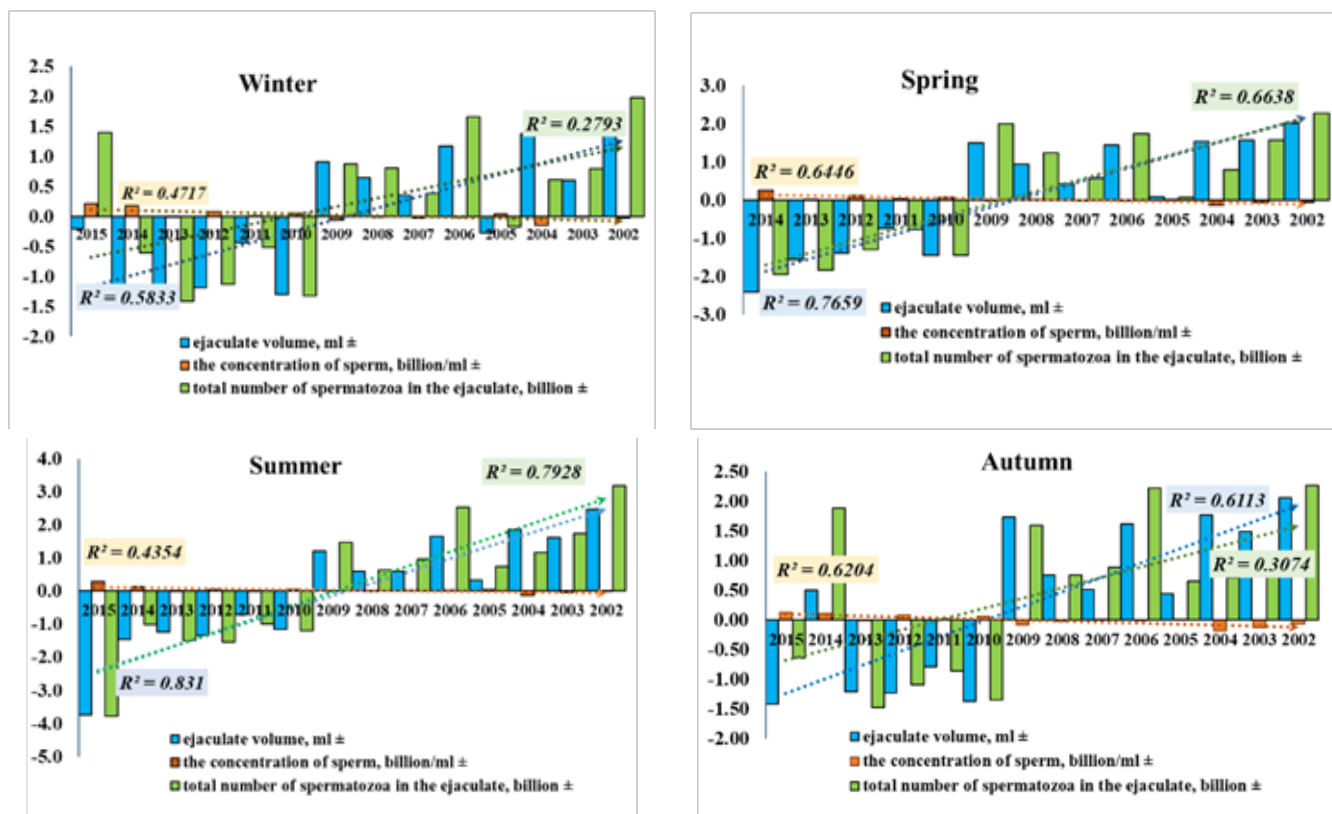 Winter
2.5
2.0
1.5
1.0
0.5
0.0
-0.5
-1.0
-1.5
-2.0
R² = 0.2793
R² = 0.4717
2015 2014 2013 2012 2011 2010 2009 2008 2007 2006 2005 2004 2003 2002
R² = 0.5833
ejaculate volume, ml ±
the concentration of sperm, billion/ml ±
total number of spermatozoa in the ejaculate, billion ±
Spring
3.0
2.0
1.0
0.0
-1.0
-2.0
-3.0
R² = 0.6638
R² = 0.6446
2014 2013 2012 2011 2010 2009 2008 2007 2006 2005 2004 2003 2002
R² = 0.7659
ejaculate volume, ml ±
the concentration of sperm, billion/ml ±
total number of spermatozoa in the ejaculate, billion ±
Summer
4.0
3.0
2.0
1.0
0.0
-1.0
-2.0
-3.0
-4.0
-5.0
R² = 0.7928
R² = 0.4354
2015 2014 2013 2012 2011 2010 2009 2008 2007 2006 2005 2004 2003 2002
R² = 0.831
ejaculate volume, ml ±
the concentration of sperm, billion/ml ±
total number of spermatozoa in the ejaculate, billion ±
Autumn
2.50
2.00
1.50
1.00
0.50
0.00
-0.50
-1.00
-1.50
-2.00
R² = 0.6113
R² = 0.6204
R² = 0.3074
2015 2014 2013 2012 2011 2010 2009 2008 2007 2006 2005 2004 2003 2002
ejaculate volume, ml ±
the concentration of sperm, billion/ml ±
total number of spermatozoa in the ejaculate, billion ±